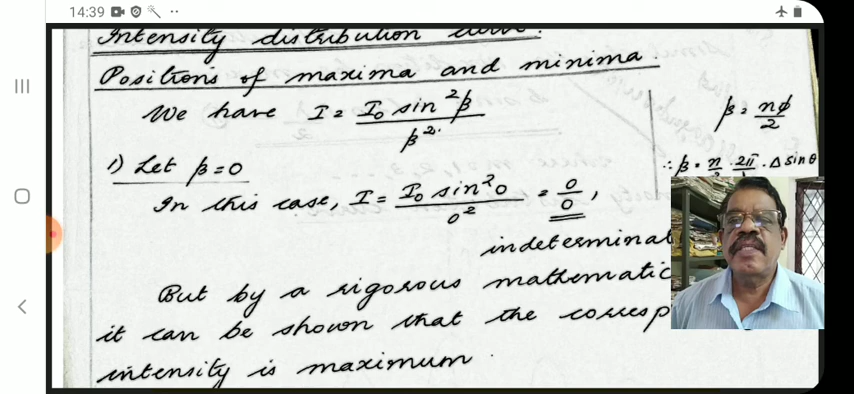 14:39
Intensity distribution curve.
Positions of maxima and minima.
We have I = I₀ sin²β / β²
β = nϕ/2
1) Let β = 0
∴ β = n/ . 2π/ . Δ sinθ
In this case, I = I₀ sin²0 / 0² = 0/0,
indeterminat
But by a rigorous mathematic
it can be shown that the corresp
intensity is maximum.